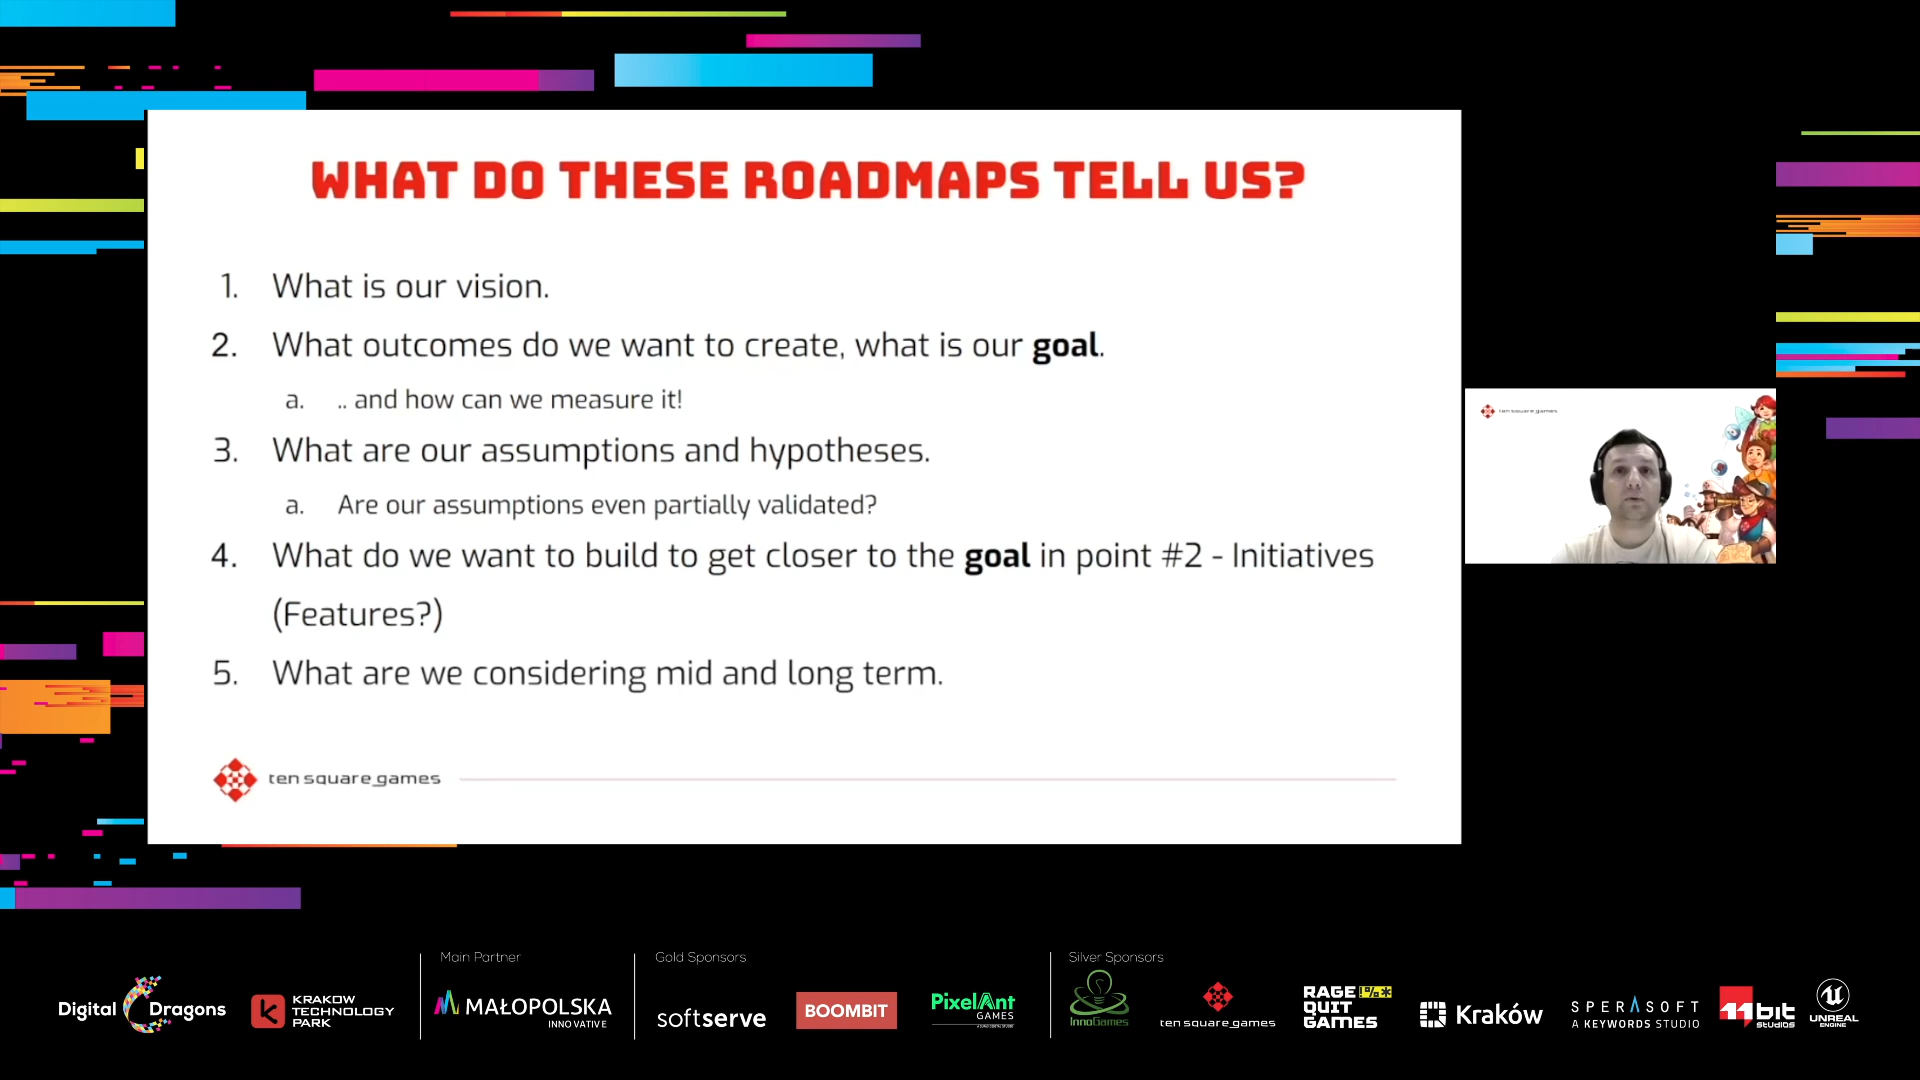 WHAT DO THESE ROADMAPS TELL US?
1. What is our vision.
2. What outcomes do we want to create, what is our goal.
a. .. and how can we measure it!
3. What are our assumptions and hypotheses.
a. Are our assumptions even partially validated?
4. What do we want to build to get closer to the goal in point #2 - Initiatives
(Features?)
5. What are we considering mid and long term.
ten square games
ten square games
Main Partner
Gold Sponsors
Silver Sponsors
Digital Dragons
KRAKOW
TECHNOLOGY
PARK
MAŁOPOLSKA
INNOVATIVE
softserve
BOOMBIT
PixelAnt
GAMES
InnoGames
ten square games
RAGE !%*
QUIT
GAMES
Kraków
SPERASOFT
A KEYWORDS STUDIO
11 bit
STUDIOS
UNREAL
ENGINE